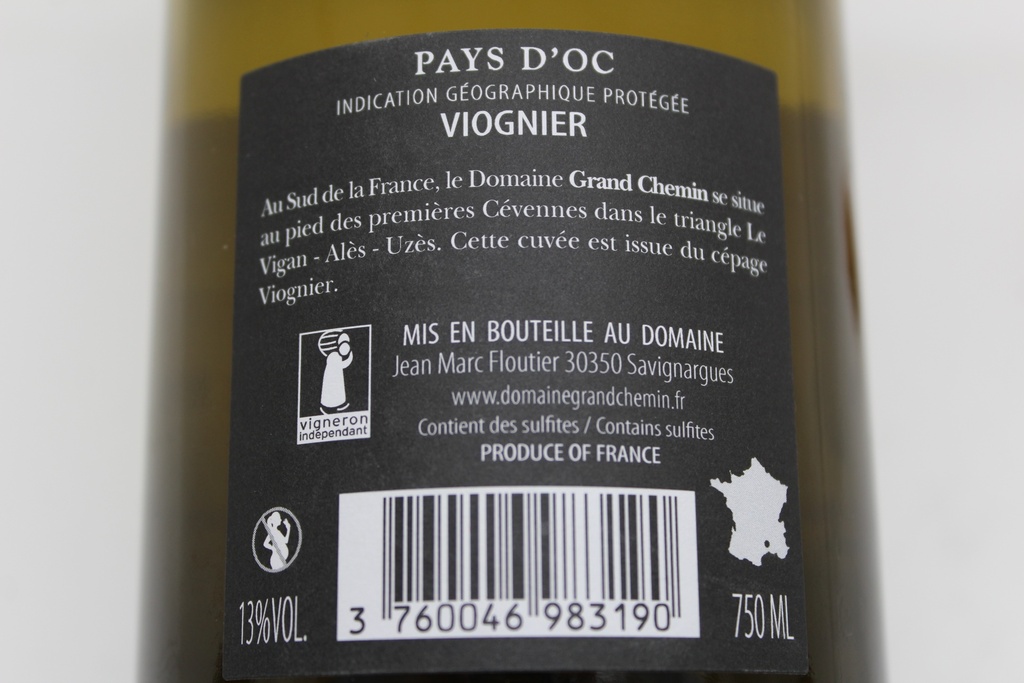 PAYS D'OC
INDICATION GÉOGRAPHIQUE PROTÉGÉE
VIOGNIER
Au Sud de la France, le Domaine Grand Chemin se situe
au pied des premières Cévennes dans le triangle Le
Vigan - Alès - Uzès. Cette cuvée est issue du cépage
Viognier.
MIS EN BOUTEILLE AU DOMAINE
Jean Marc Floutier 30350 Savignargues
www.domainegrandchemin.fr
Contient des sulfites / Contains sulfites
PRODUCE OF FRANCE
vigneron
indépendant
13%VOL.
3 760046 983190
750 ML